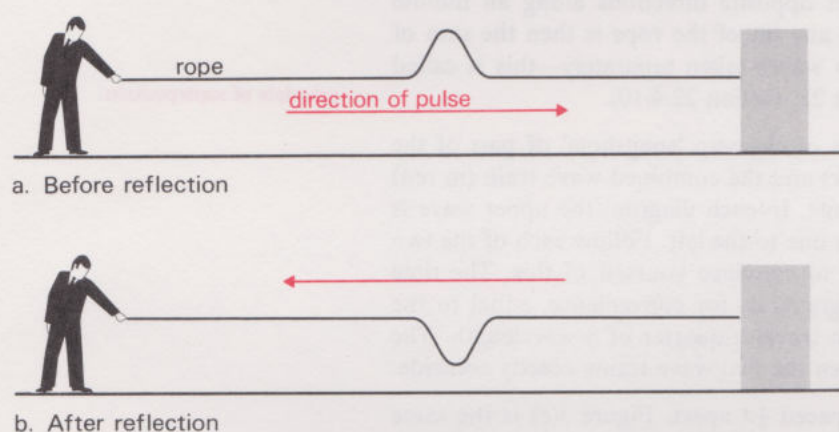 rope
direction of pulse
a. Before reflection
b. After reflection